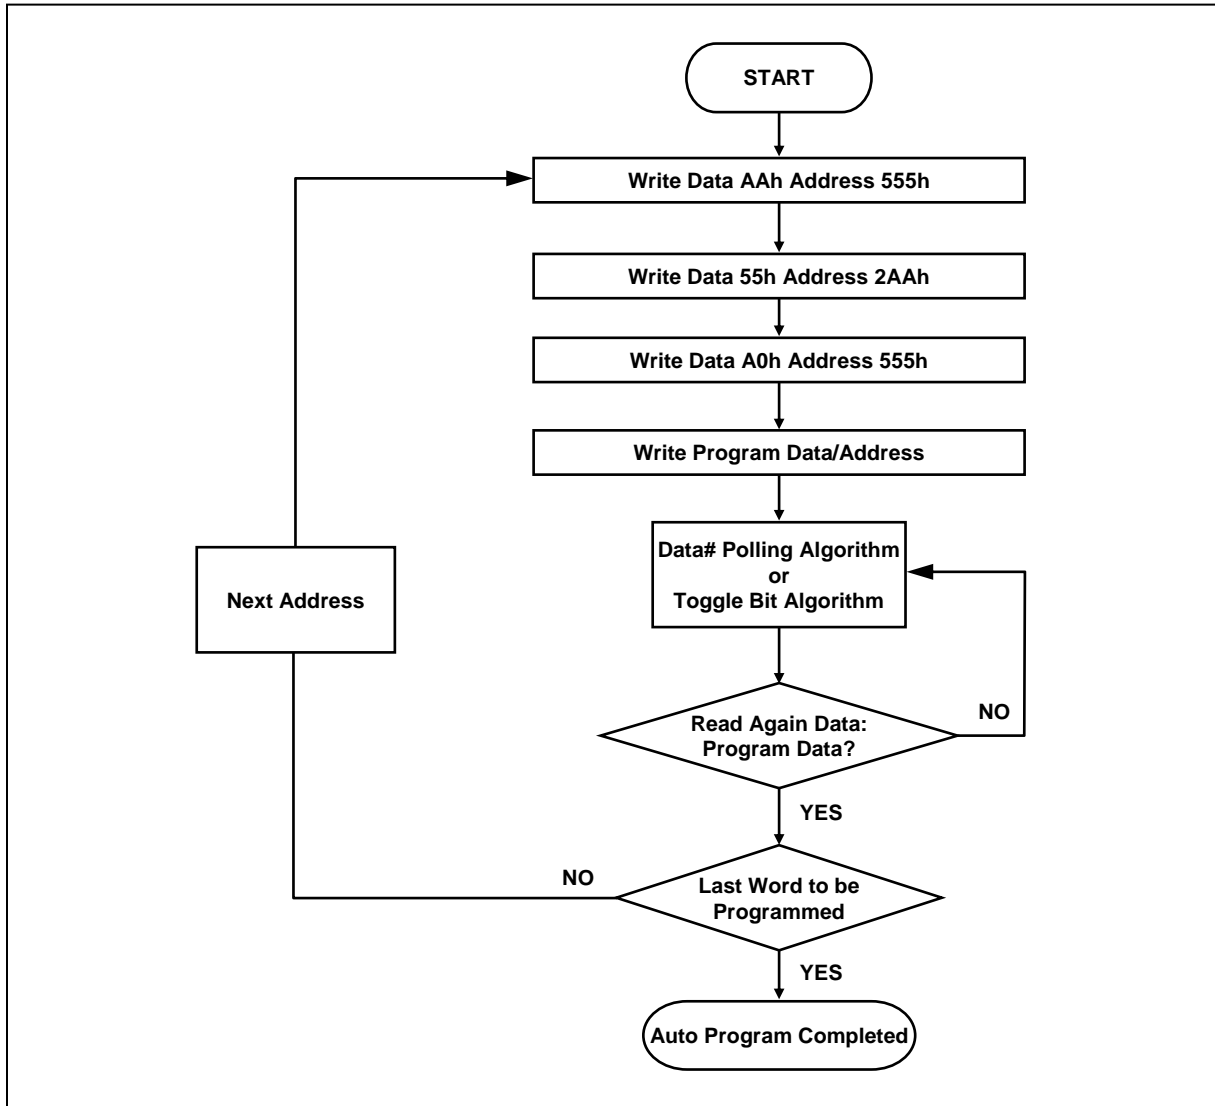 START
Write Data AAh Address 555h
Write Data 55h Address 2AAh
Write Data A0h Address 555h
Write Program Data/Address
Data# Polling Algorithm
or
Toggle Bit Algorithm
Next Address
Read Again Data:
Program Data?
NO
YES
Last Word to be
Programmed
NO
YES
Auto Program Completed